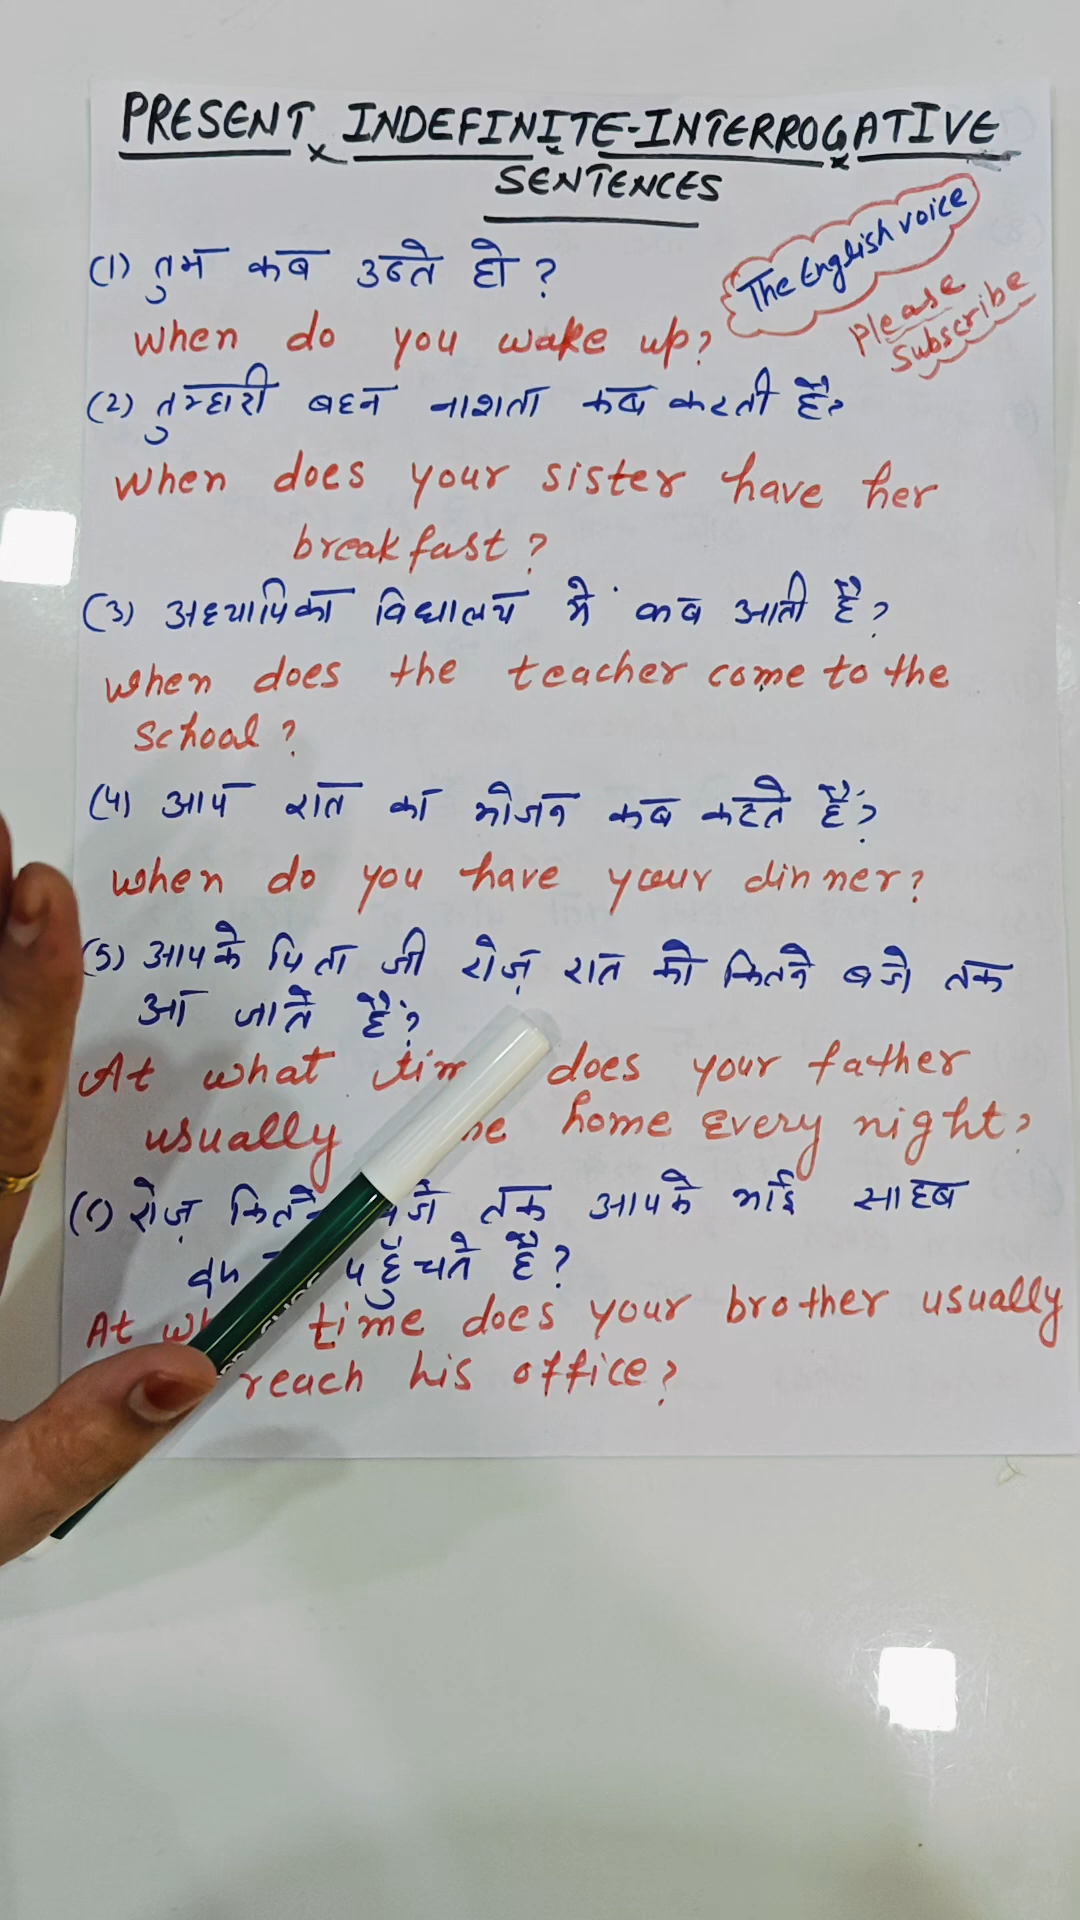 PRESENT INDEFINITE-INTERROGATIVE
SENTENCES
The English voice
Please
Subscribe
(1) तुम कब उठते हो ?
When do you wake up?
(2) तुम्हारी बहन नाश्ता कब करती है?
When does your sister have her
breakfast ?
(3) अध्यापिका विद्यालय में कब आती है ?
When does the teacher come to the
school ?
(4) आप रात का भोजन कब करते हैं ?
When do you have your dinner?
(5) आपके पिता जी रोज़ रात को कितने बजे तक
आ जाते हैं ?
At what does your father
usually home every night?
रोज़ तक आपके भाई साहब
पहुँचते हैं ?
At time does your brother usually
reach his office?